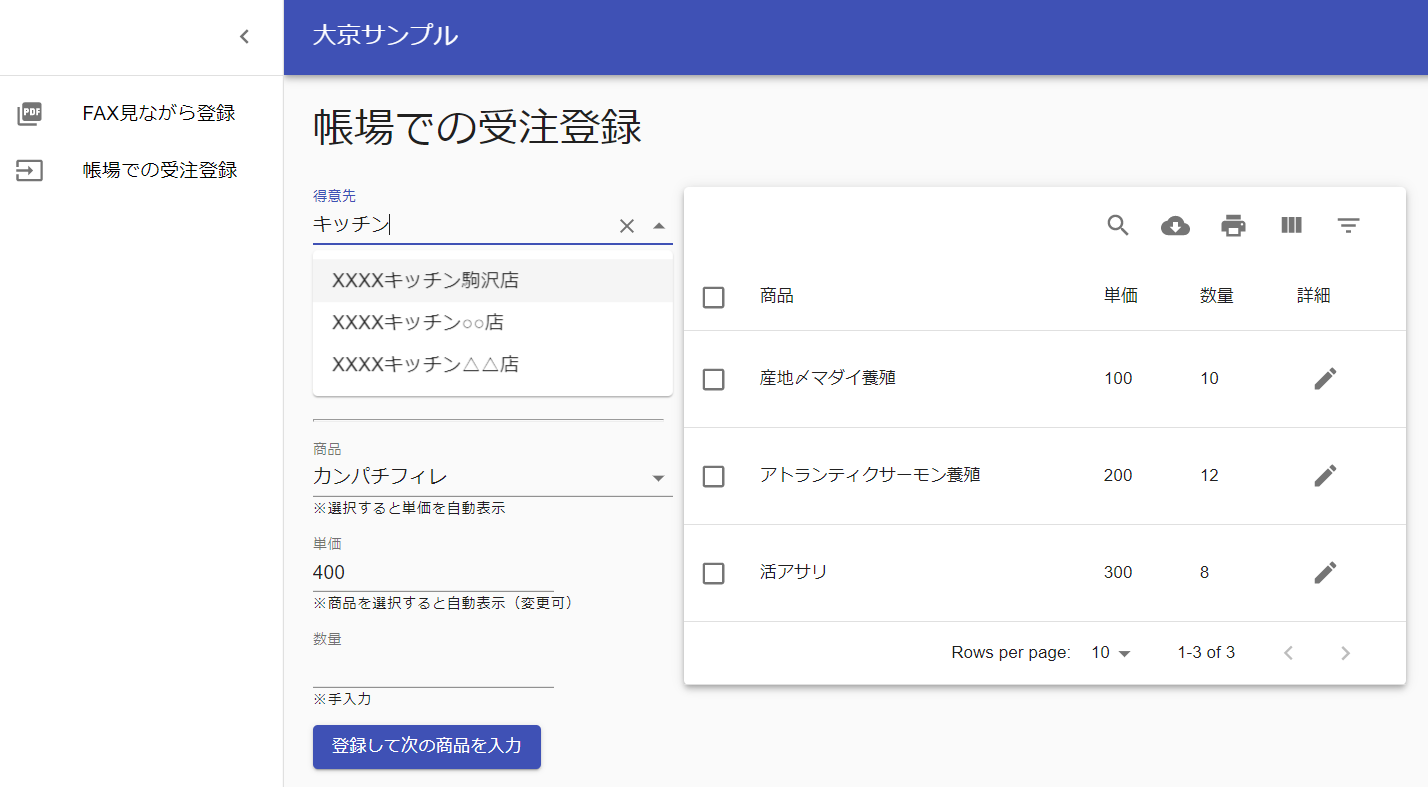 大京サンプル
FAX見ながら登録
帳場での受注登録
帳場での受注登録
得意先
キッチン
XXXXキッチン駒沢店
XXXXキッチン○○店
XXXXキッチン△△店
商品
カンパチフィレ
※選択すると単価を自動表示
単価
400
※商品を選択すると自動表示（変更可）
数量
※手入力
登録して次の商品を入力
商品 単価 数量 詳細
産地〆マダイ養殖 100 10
アトランティクサーモン養殖 200 12
活アサリ 300 8
Rows per page: 10 1-3 of 3